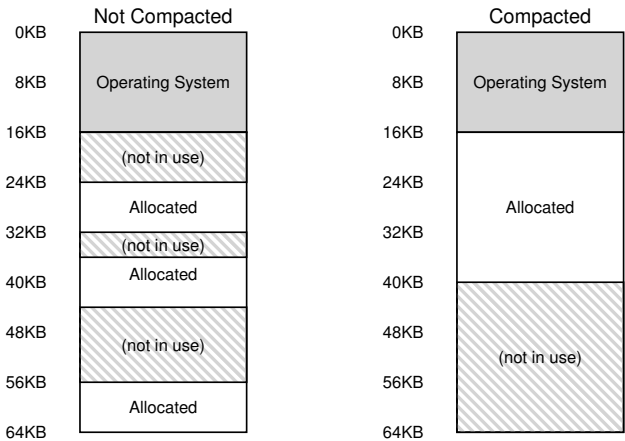 Not Compacted
0KB
8KB
16KB
24KB
32KB
40KB
48KB
56KB
64KB
Operating System
(not in use)
Allocated
(not in use)
Allocated
(not in use)
Allocated
Compacted
0KB
8KB
16KB
24KB
32KB
40KB
48KB
56KB
64KB
Operating System
Allocated
(not in use)